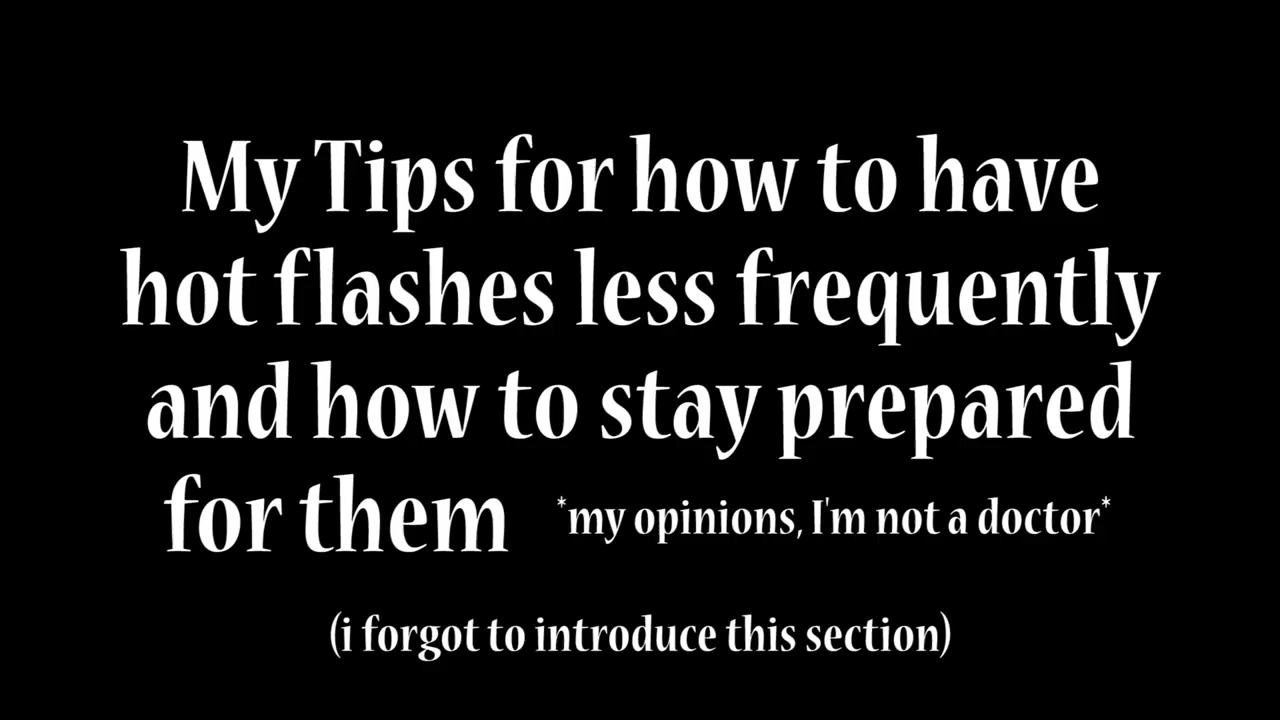 My Tips for how to have
hot flashes less frequently
and how to stay prepared
for them *my opinions, I'm not a doctor*
(i forgot to introduce this section)